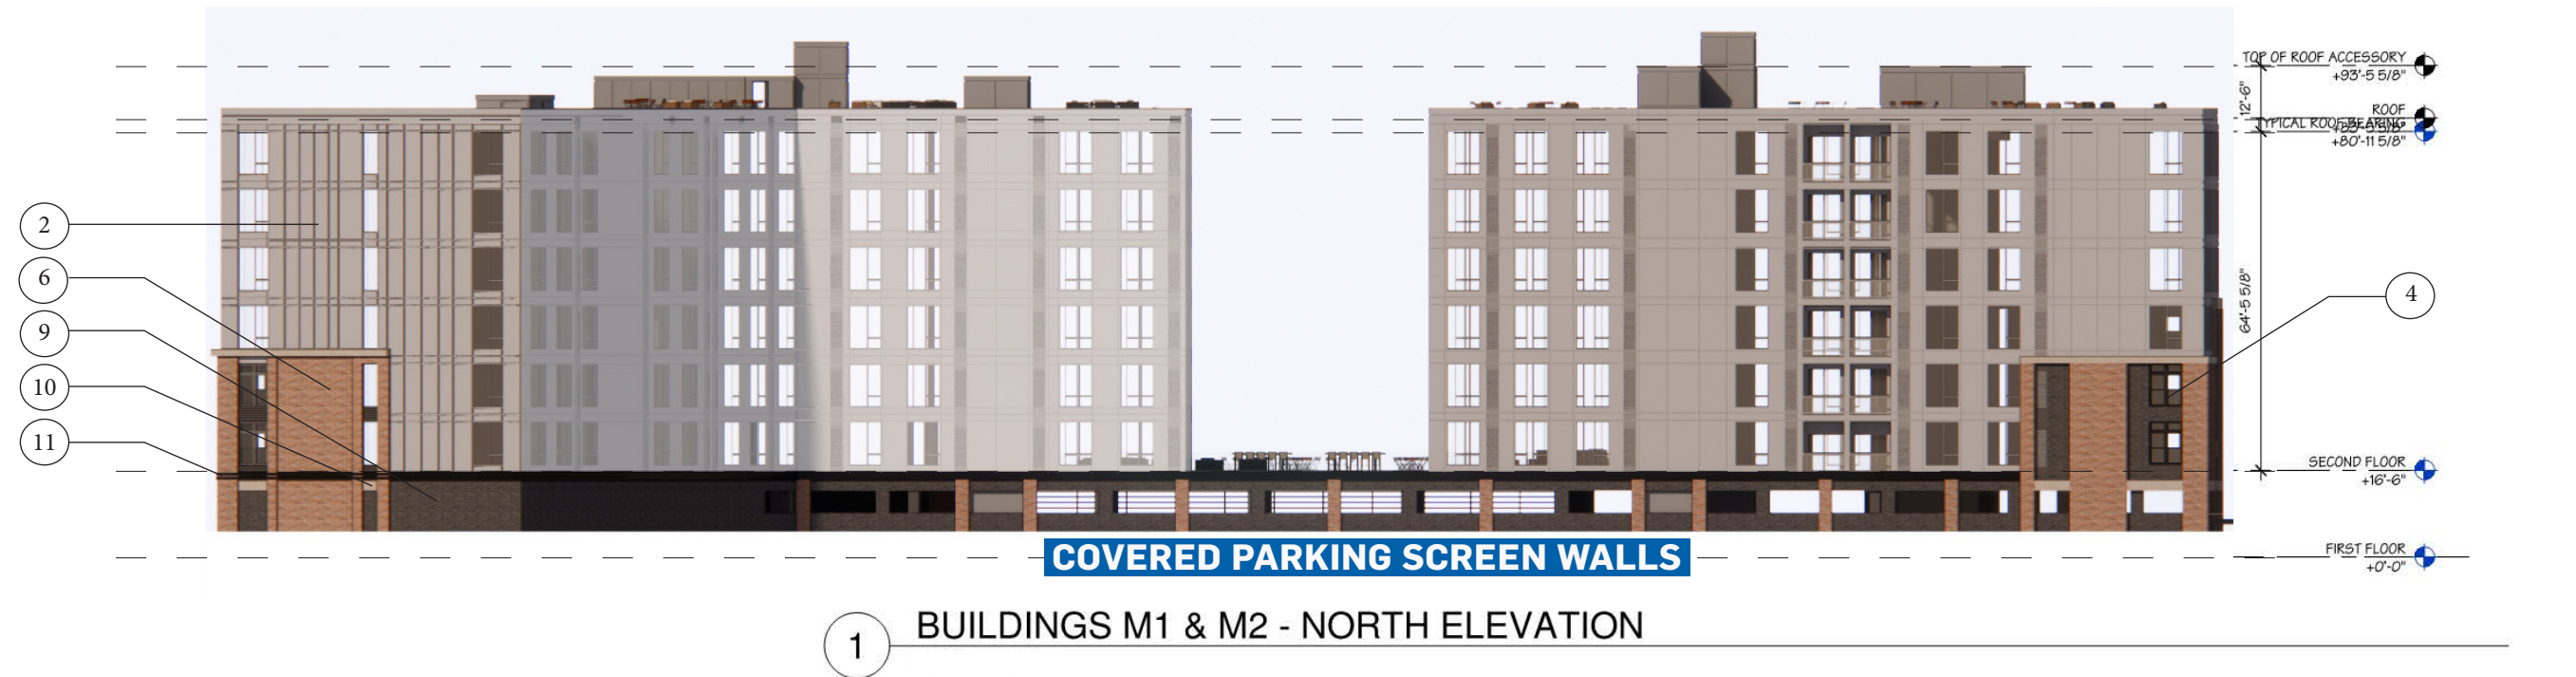 TOP OF ROOF ACCESSORY
+93'-5 5/8"
12'-6"
ROOF
TYPICAL ROOF BEARING
+80'-11 5/8"
2
6
9
10
11
4
64'-5 5/8"
SECOND FLOOR
+16'-6"
FIRST FLOOR
+0'-0"
COVERED PARKING SCREEN WALLS
1
BUILDINGS M1 & M2 - NORTH ELEVATION